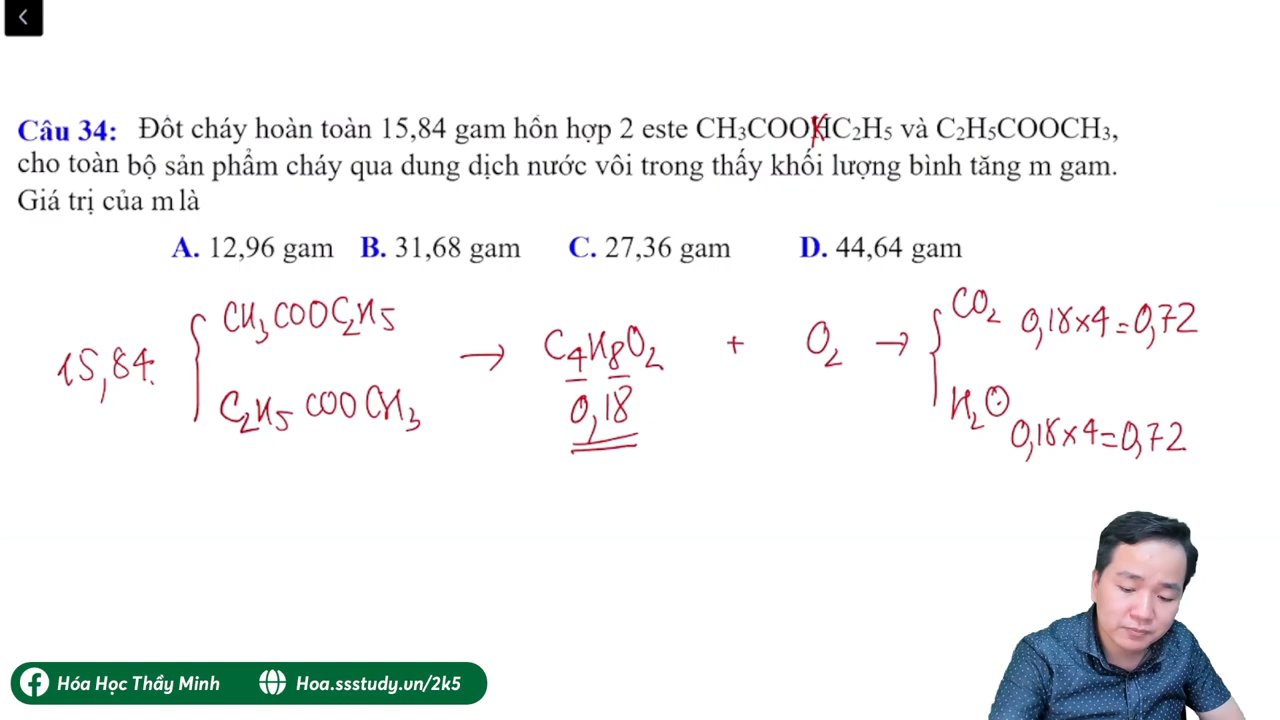 Câu 34: Đốt cháy hoàn toàn 15,84 gam hỗn hợp 2 este CH3COOHC2H5 và C2H5COOCH3,
cho toàn bộ sản phẩm cháy qua dung dịch nước vôi trong thấy khối lượng bình tăng m gam.
Giá trị của m là
A. 12,96 gam B. 31,68 gam C. 27,36 gam D. 44,64 gam
CH3COOC2H5
15,84.
C2H5COOCH3
→ C4H8O2 + O2 →
0,18
CO2 0,18×4=0,72
H2O 0,18×4=0,72
Hóa Học Thầy Minh
Hoa.ssstudy.vn/2k5